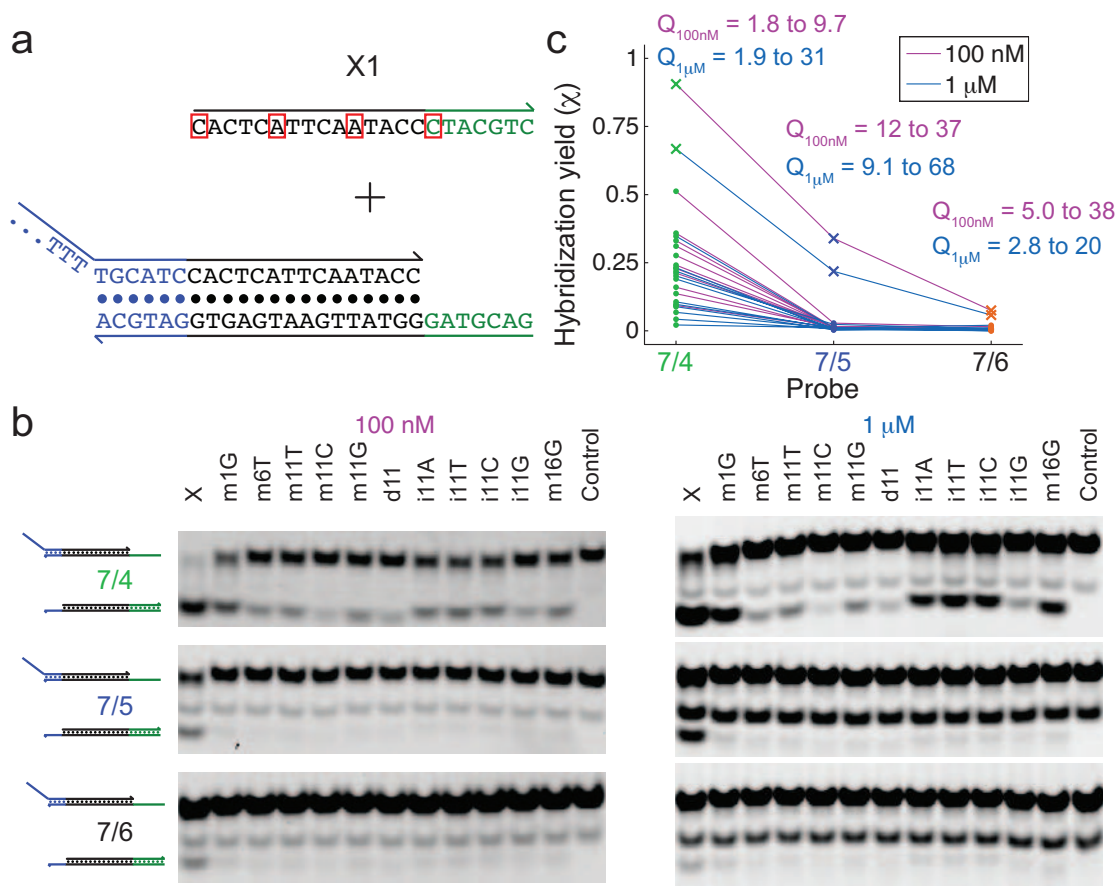 a
X1
CACTCATTCAATACCCTACGTC
+
...TTT
TGCATCCACTCATTCAATACC
ACGTAGGTGAGTAAGTTATGGGATGCAG
c
Q100nM = 1.8 to 9.7
Q1μM = 1.9 to 31
100 nM
1 μM
Q100nM = 12 to 37
Q1μM = 9.1 to 68
Q100nM = 5.0 to 38
Q1μM = 2.8 to 20
Hybridization yield (χ)
1
0.75
0.5
0.25
0
7/4 7/5 7/6
Probe
b
100 nM
X m1G m6T m11T m11C m11G d11 i11A i11T i11C i11G m16G Control
1 μM
X m1G m6T m11T m11C m11G d11 i11A i11T i11C i11G m16G Control
7/4
7/5
7/6